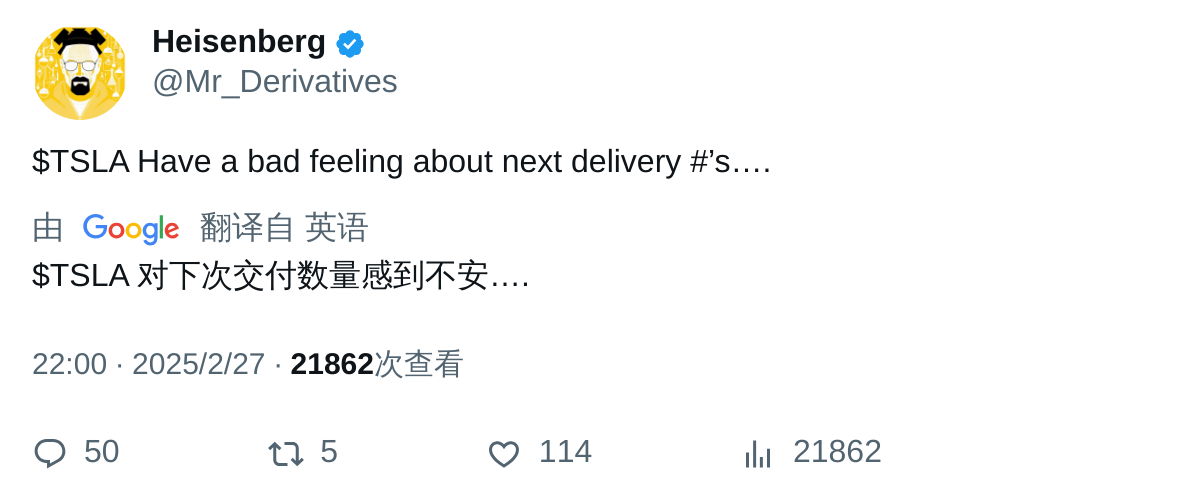 Heisenberg
@Mr_Derivatives
$TSLA Have a bad feeling about next delivery #’s….
由 Google 翻译自 英语
$TSLA 对下次交付数量感到不安….
22:00 · 2025/2/27 · 21862次查看
50 5 114 21862